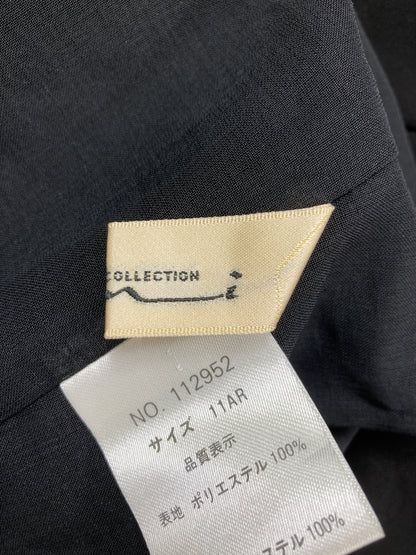 COLLECTION
NO. 112952
サイズ 11AR
品質表示
表地 ポリエステル 100%
ステル 100%